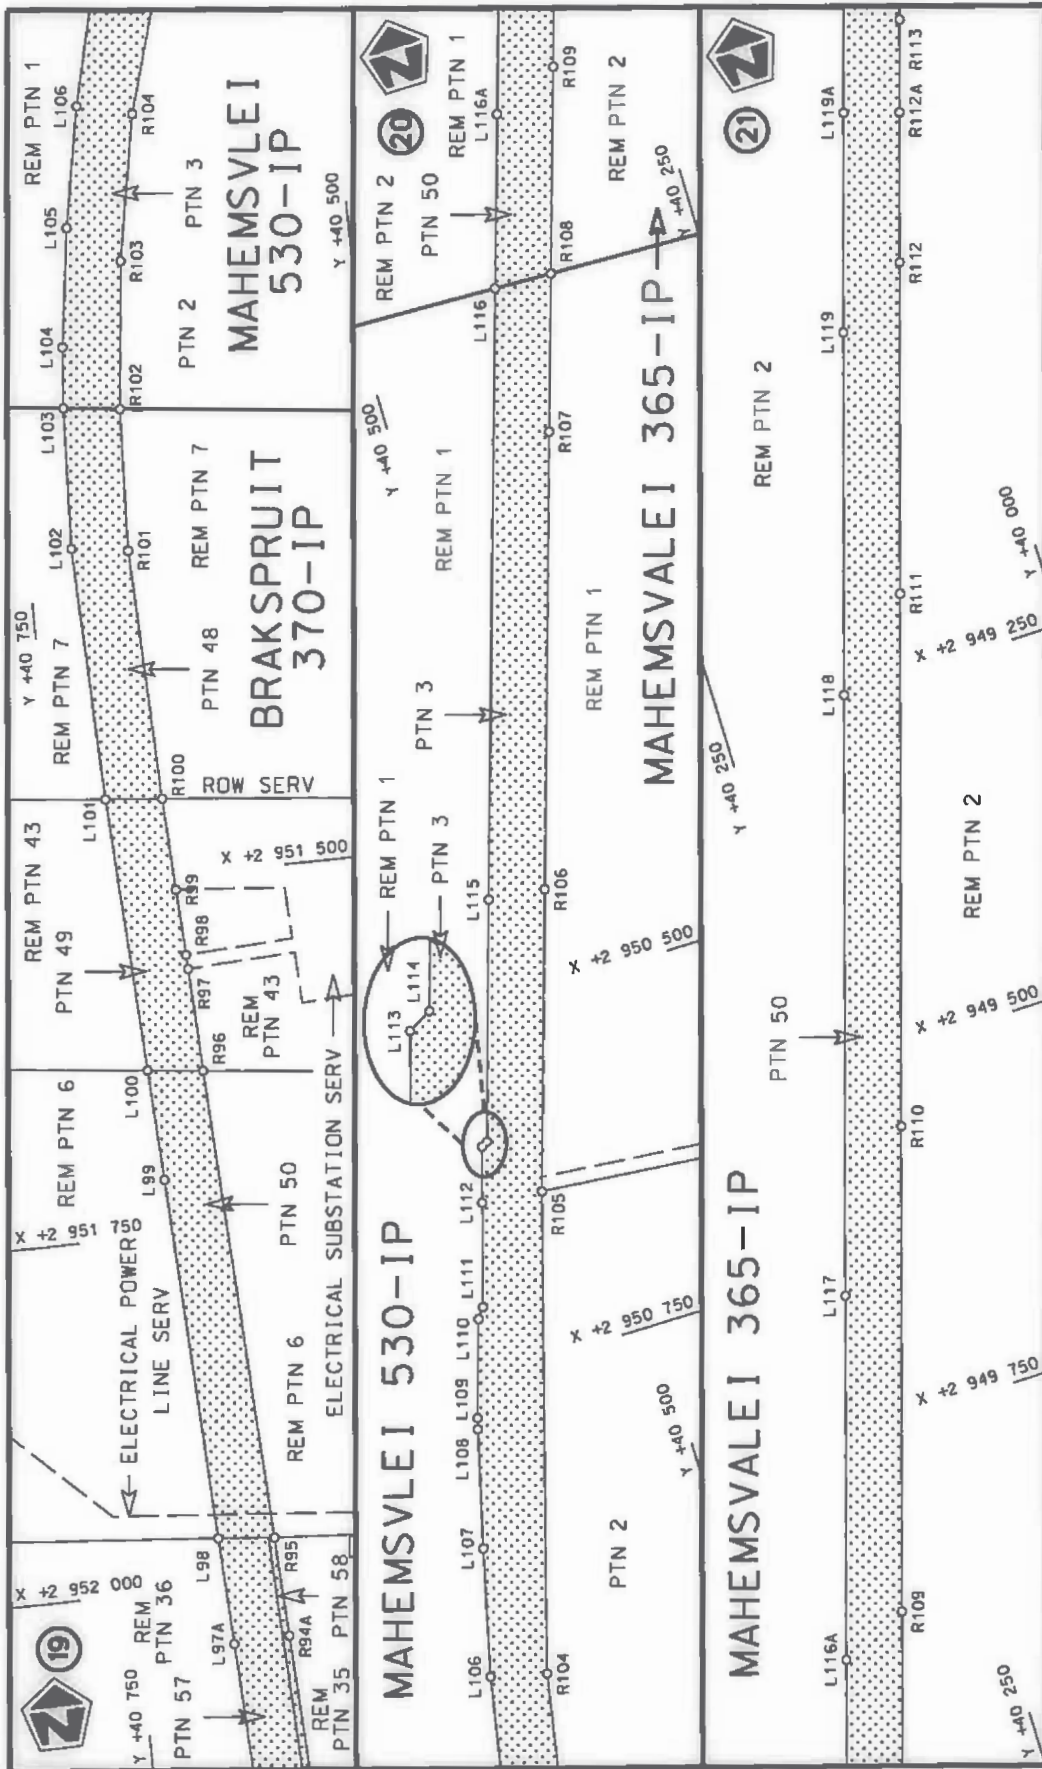 19
Z
X +2 952 000
Y +40 750
PTN 57
REM
PTN 36
L97A
L98
R94A
R95
REM
PTN 35
PTN 58
ELECTRICAL POWER
LINE SERV
X +2 951 750
REM PTN 6
L99
L100
PTN 50
REM PTN 6
R96
ELECTRICAL SUBSTATION SERV
REM PTN 43
PTN 49
R97
R98
R99
REM
PTN 43
X +2 951 500
L101
R100
ROW SERV
Y +40 750
REM PTN 7
L102
R101
PTN 48
REM PTN 7
BRAKSPRUIT
370-IP
L103
R102
L104
L105
L106
REM PTN 1
R103
R104
PTN 2
PTN 3
MAHEMSVLEI
530-IP
Y +40 500
20
Z
MAHEMSVLEI 530-IP
L106
L107
L108
L109
L110
L111
L112
L113
L114
REM PTN 1
PTN 3
L115
PTN 3
REM PTN 1
Y +40 500
L116
REM PTN 2
PTN 50
L116A
REM PTN 1
R104
R105
R106
R107
R108
R109
PTN 2
Y +40 500
X +2 950 750
X +2 950 500
REM PTN 1
REM PTN 2
MAHEMSVALEI 365-IP
Y +40 250
21
Z
MAHEMSVALEI 365-IP
L116A
L117
L118
L119
L119A
PTN 50
Y +40 250
REM PTN 2
R109
R110
R111
R112
R112A
R113
Y +40 250
X +2 949 750
X +2 949 500
REM PTN 2
X +2 949 250
Y +40 000